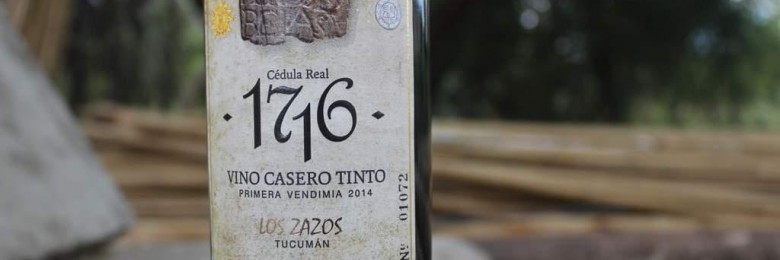 Cédula Real
· 1716 ·
VINO CASERO TINTO
PRIMERA VENDIMIA 2014
LOS ZAZOS
TUCUMÁN
Nº 01072